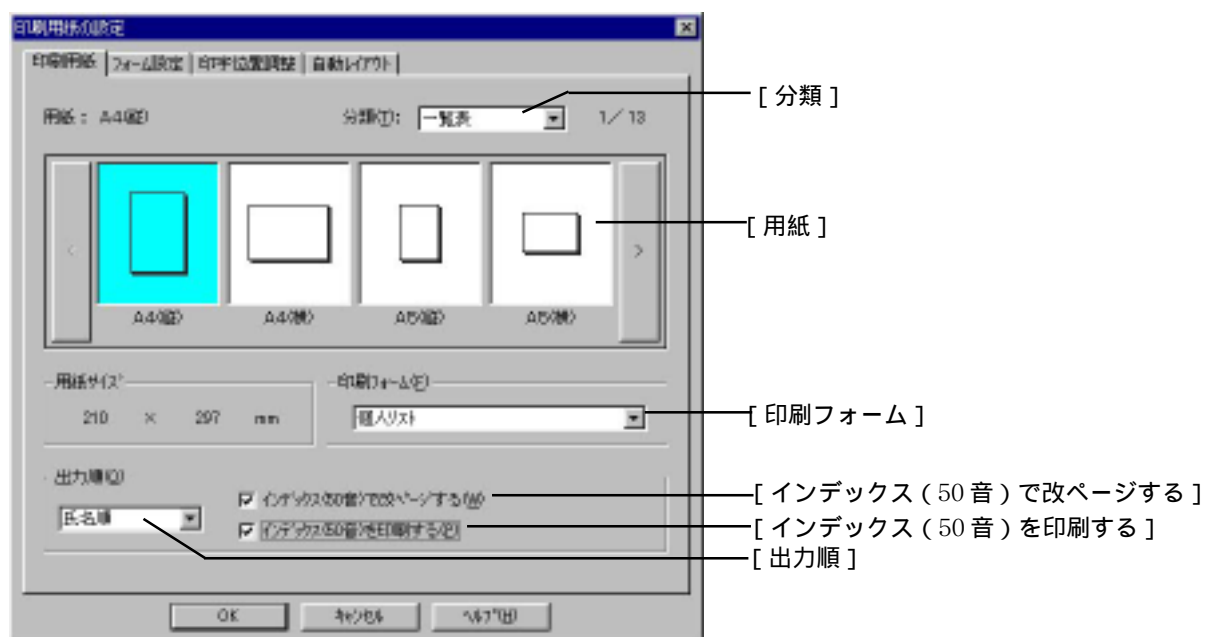 印刷用紙の設定
印刷用紙 フォーム設定 印字位置調整 自動レイアウト
用紙： A4(縦) 分類(T): 一覧表 1／13
[ 分類 ]
< >
[ 用紙 ]
A4(縦) A4(横) A5(縦) A5(横)
用紙サイズ 印刷フォーム(F)
210 × 297 mm 個人リスト
[ 印刷フォーム ]
出力順(O)
氏名順
インデックス(50音)で改ページする(W)
[ インデックス ( 50 音 ) で改ページする ]
インデックス(50音)を印刷する(P)
[ インデックス ( 50 音 ) を印刷する ]
[ 出力順 ]
OK キャンセル ヘルプ(H)